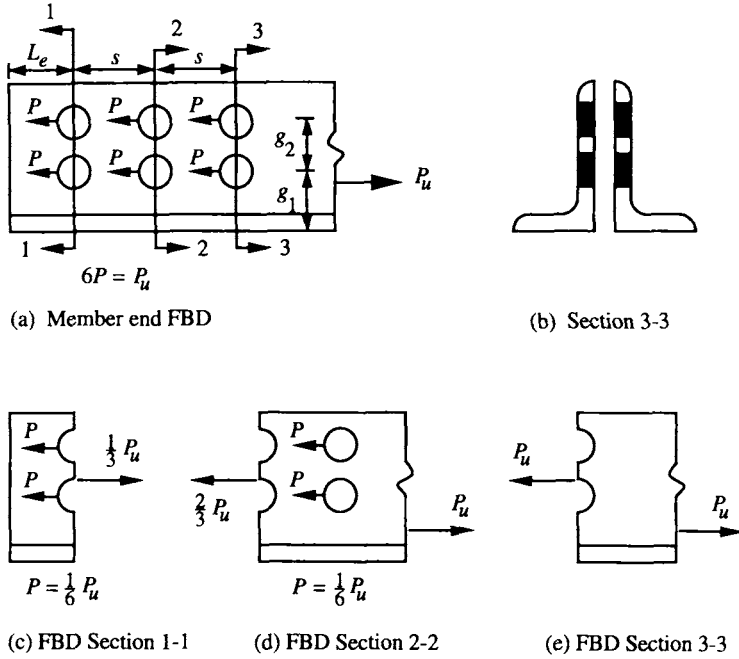 1
2
3
L_e
s
s
P
P
P
P
P
P
g_2
g_1
P_u
1
2
3
6P = P_u
(a) Member end FBD
(b) Section 3-3
P
P
1/3 P_u
P = 1/6 P_u
(c) FBD Section 1-1
P
P
2/3 P_u
P_u
P = 1/6 P_u
(d) FBD Section 2-2
P_u
P_u
(e) FBD Section 3-3